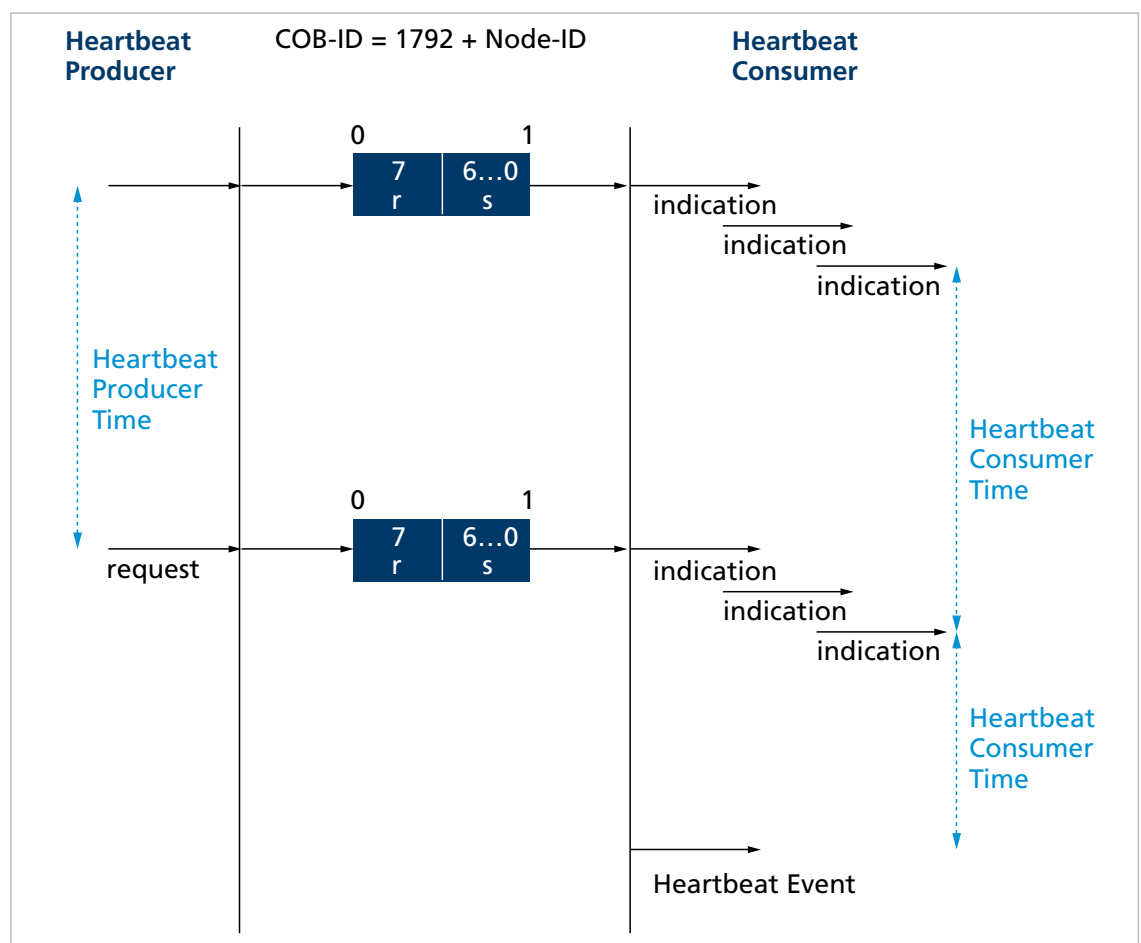 Heartbeat
Producer
COB-ID = 1792 + Node-ID
Heartbeat
Consumer
0 1
7 6…0
r s
indication
indication
indication
Heartbeat
Producer
Time
Heartbeat
Consumer
Time
0 1
7 6…0
r s
request
indication
indication
indication
Heartbeat
Consumer
Time
Heartbeat Event